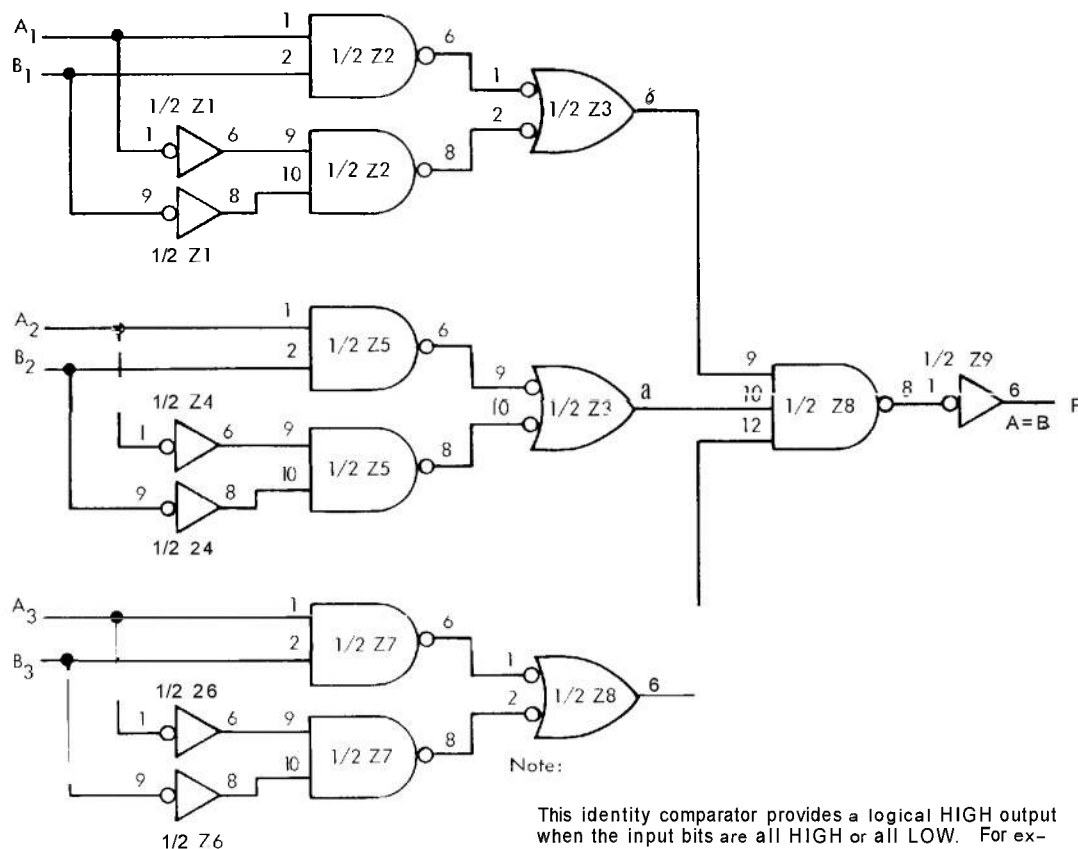 A1
1
6
1/2 Z2
B1
2
1
1/2 Z1
1/2 Z3
6
2
1
6
9
8
1/2 Z2
10
9
8
1/2 Z1
A2
1
6
1/2 Z5
B2
2
9
1/2 Z9
9
1/2 Z3
a
10
8
1
6
F
1/2 Z4
10
1/2 Z8
A=B
12
1
6
9
8
1/2 Z5
10
9
8
1/2 24
A3
1
6
1/2 Z7
B3
2
1
1/2 26
1/2 Z8
6
2
1
6
9
8
1/2 Z7
10
Note:
9
8
1/2 Z6
This identity comparator provides a logical HIGH output
when the input bits are all HIGH or all LOW. For ex-